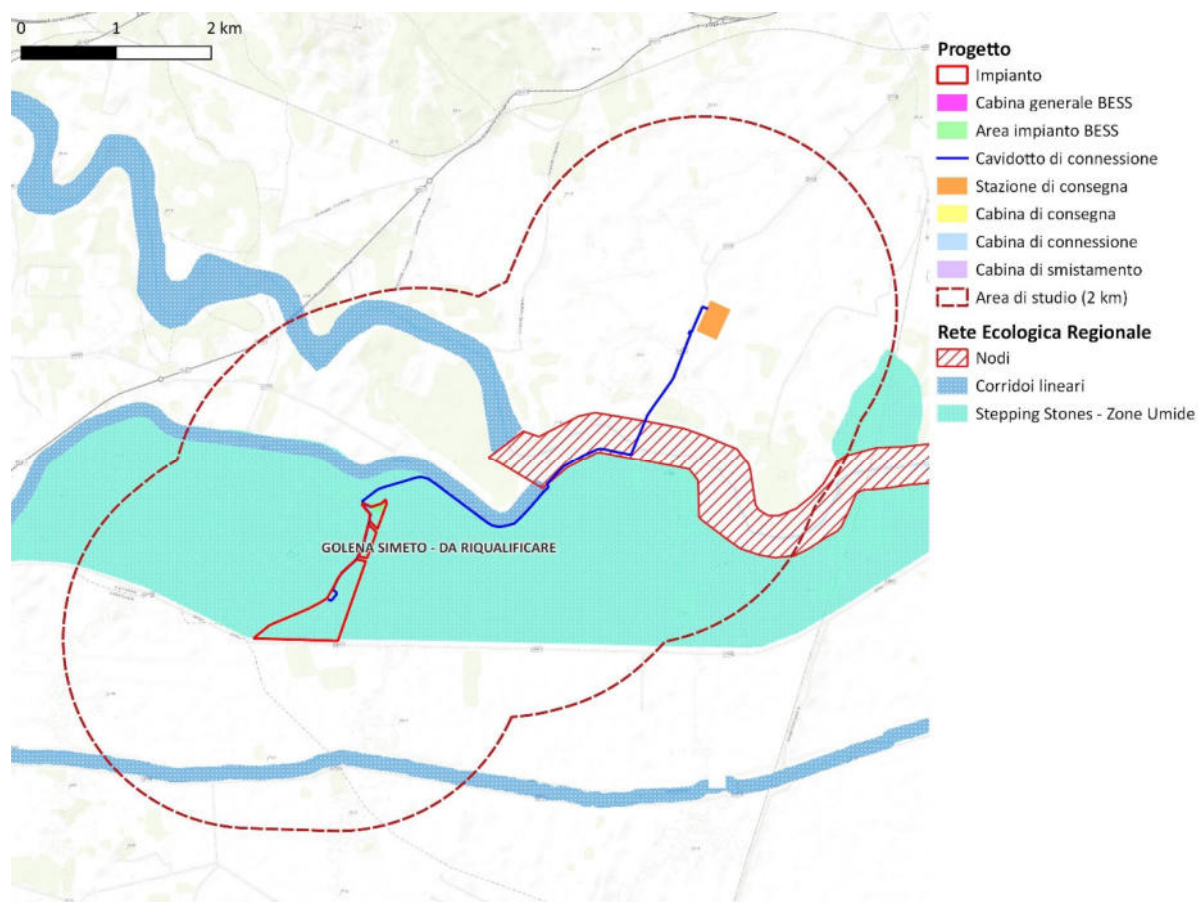 0 1 2 km
Progetto
Impianto
Cabina generale BESS
Area impianto BESS
Cavidotto di connessione
Stazione di consegna
Cabina di consegna
Cabina di connessione
Cabina di smistamento
Area di studio (2 km)
Rete Ecologica Regionale
Nodi
Corridoi lineari
Stepping Stones - Zone Umide
GOLENA SIMETO - DA RIQUALIFICARE